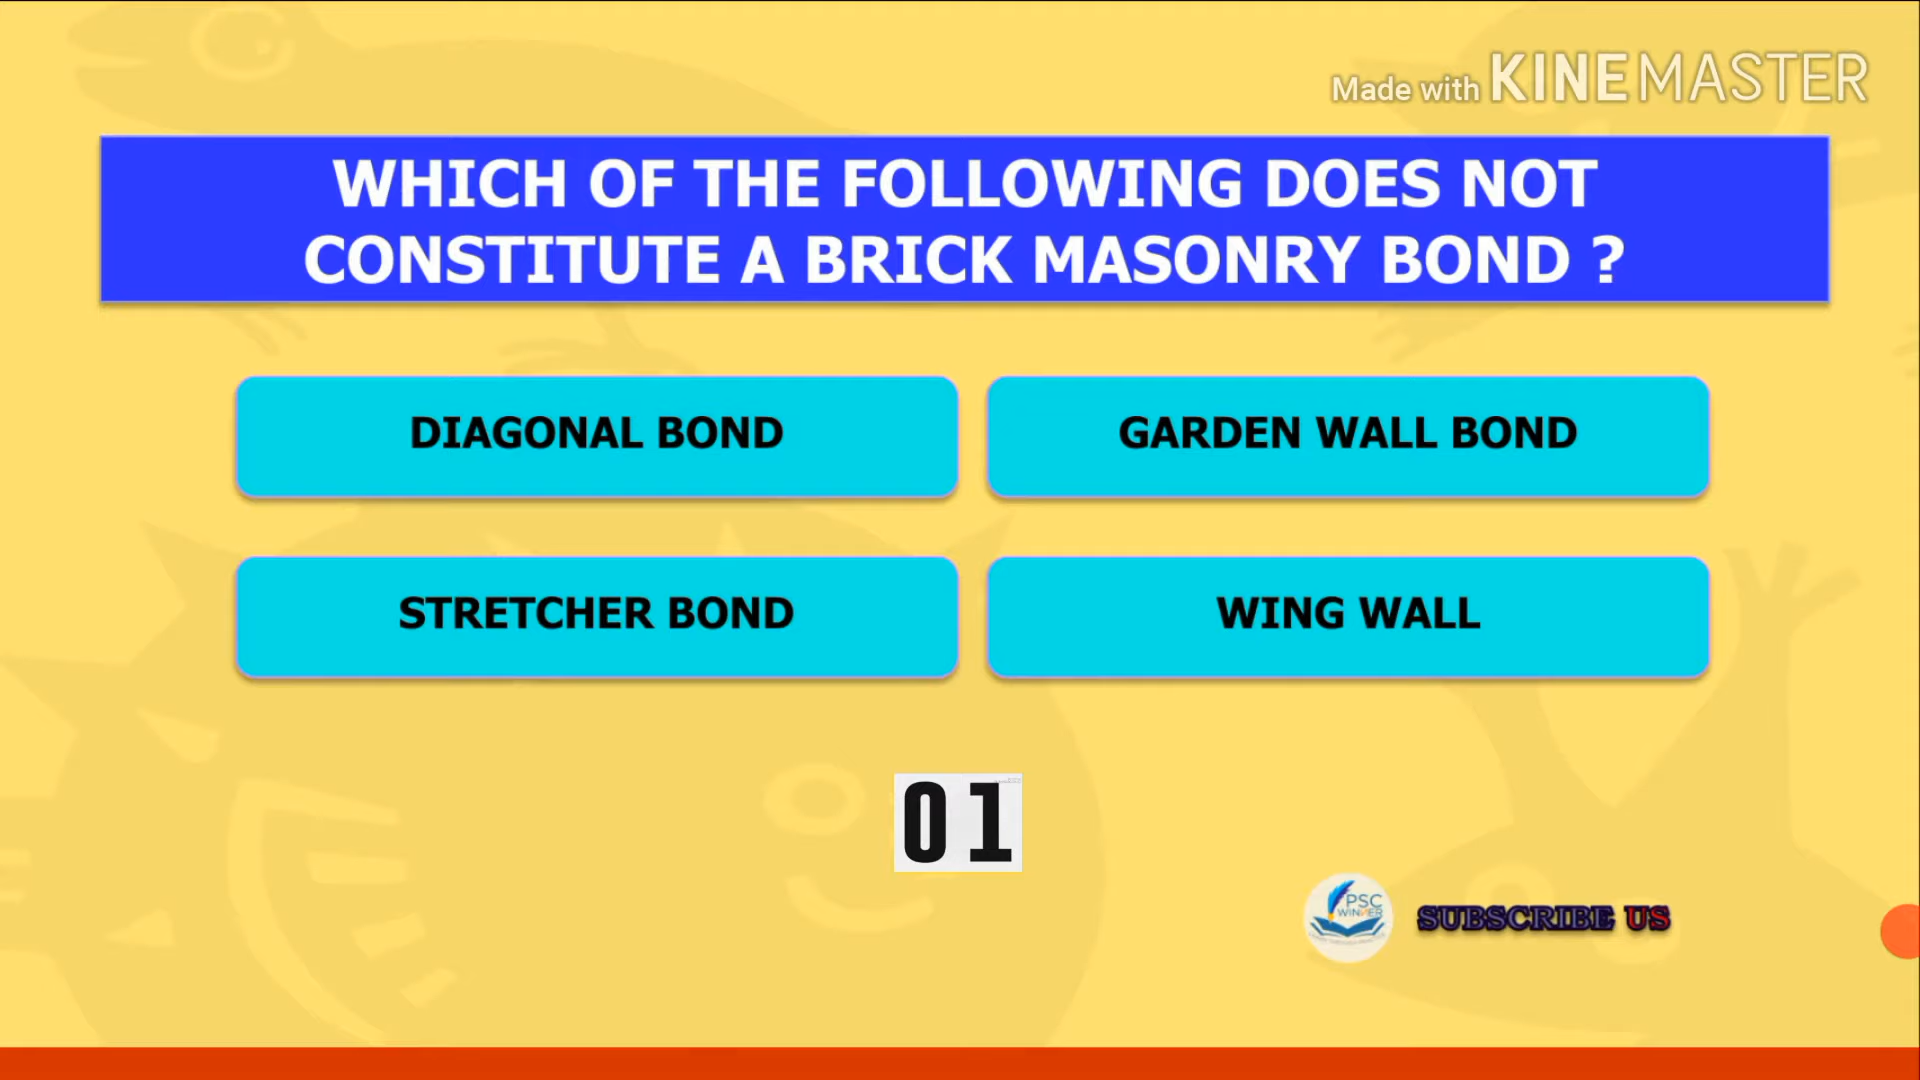 Made with KINEMASTER
WHICH OF THE FOLLOWING DOES NOT
CONSTITUTE A BRICK MASONRY BOND ?
DIAGONAL BOND
GARDEN WALL BOND
STRETCHER BOND
WING WALL
01
PSC
WINNER
SUBSCRIBE US